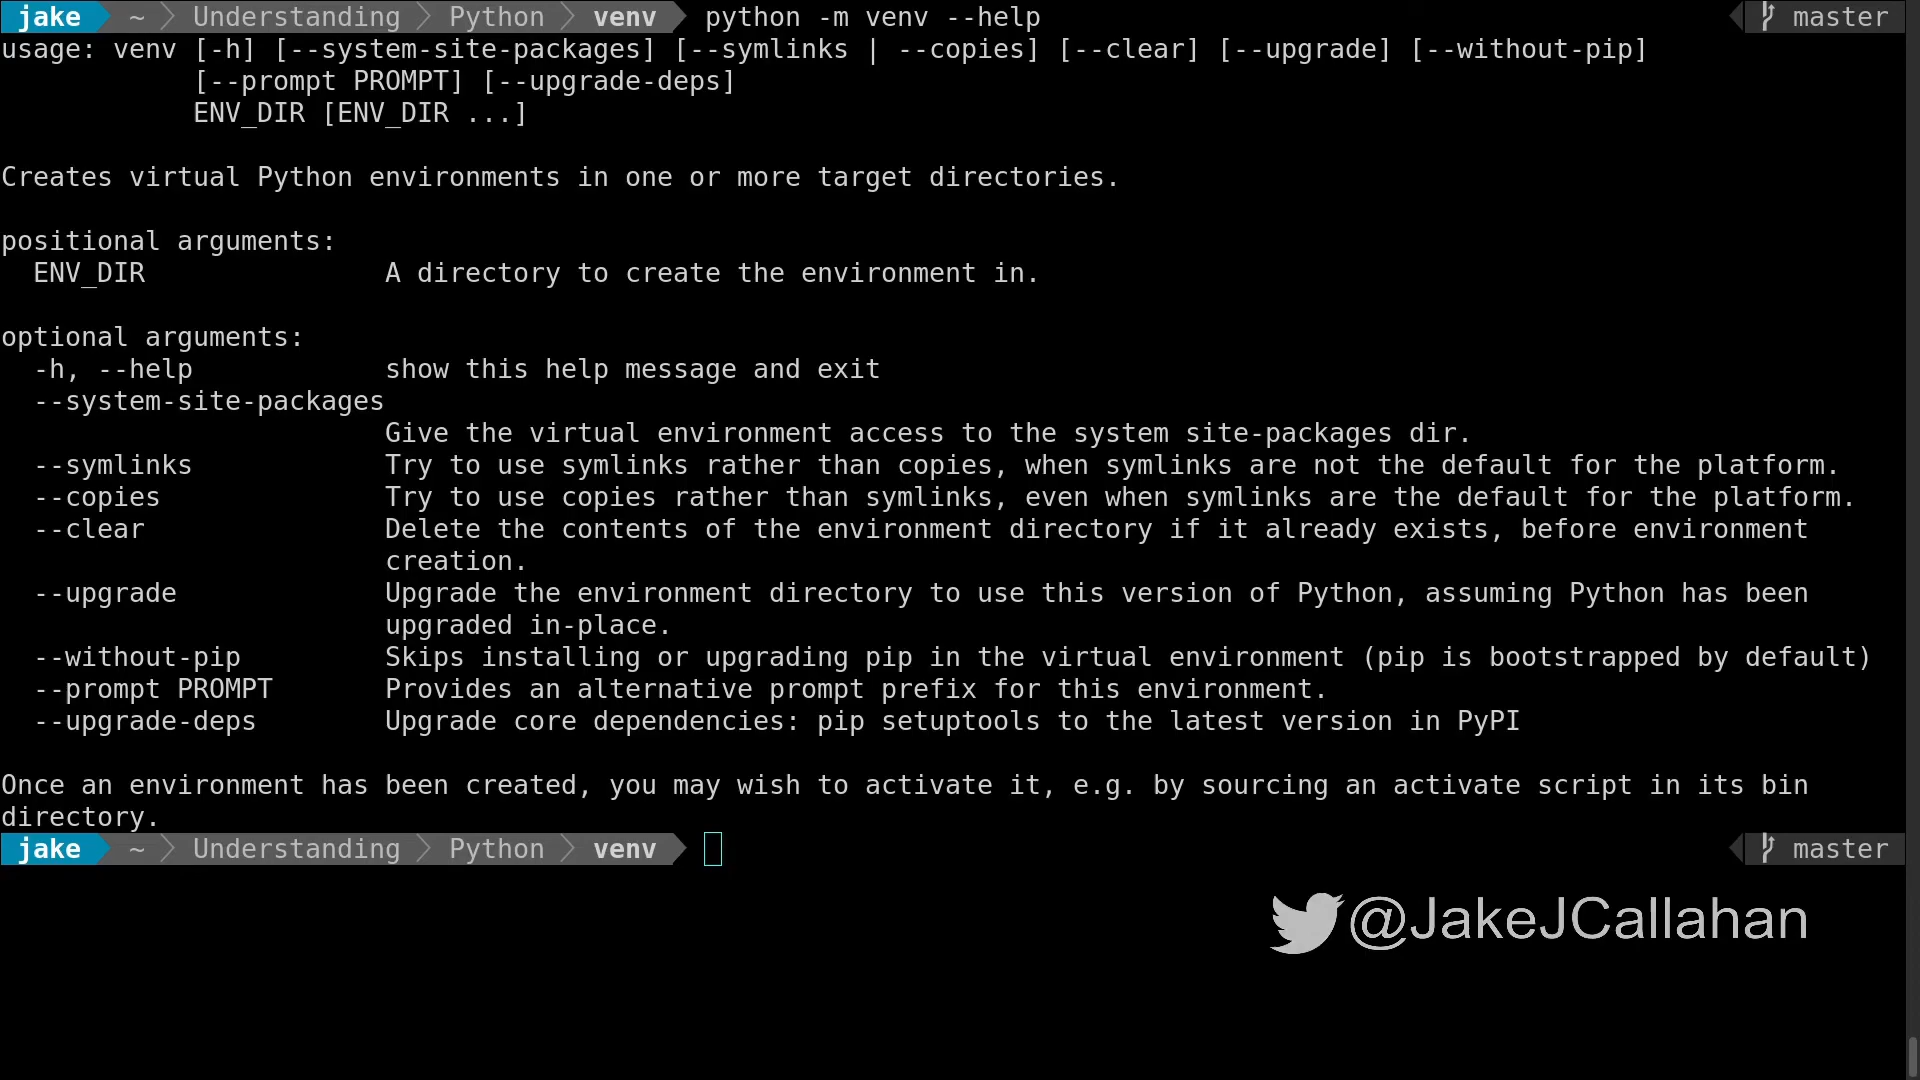 jake ~ Understanding Python venv python -m venv --help master
usage: venv [-h] [--system-site-packages] [--symlinks | --copies] [--clear] [--upgrade] [--without-pip]
            [--prompt PROMPT] [--upgrade-deps]
            ENV_DIR [ENV_DIR ...]
Creates virtual Python environments in one or more target directories.
positional arguments:
  ENV_DIR               A directory to create the environment in.
optional arguments:
  -h, --help            show this help message and exit
  --system-site-packages
                        Give the virtual environment access to the system site-packages dir.
  --symlinks            Try to use symlinks rather than copies, when symlinks are not the default for the platform.
  --copies              Try to use copies rather than symlinks, even when symlinks are the default for the platform.
  --clear               Delete the contents of the environment directory if it already exists, before environment
                        creation.
  --upgrade             Upgrade the environment directory to use this version of Python, assuming Python has been
                        upgraded in-place.
  --without-pip         Skips installing or upgrading pip in the virtual environment (pip is bootstrapped by default)
  --prompt PROMPT       Provides an alternative prompt prefix for this environment.
  --upgrade-deps        Upgrade core dependencies: pip setuptools to the latest version in PyPI
Once an environment has been created, you may wish to activate it, e.g. by sourcing an activate script in its bin
directory.
jake ~ Understanding Python venv master
@JakeJCallahan